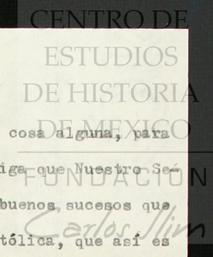 CENTRO DE
ESTUDIOS
DE HISTORIA
DE MEXICO
cosa alguna, para
iga que Nuestro Se-
FUNDACIÓN
buenos sucesos que
Carlos Slim
tólica, que así es